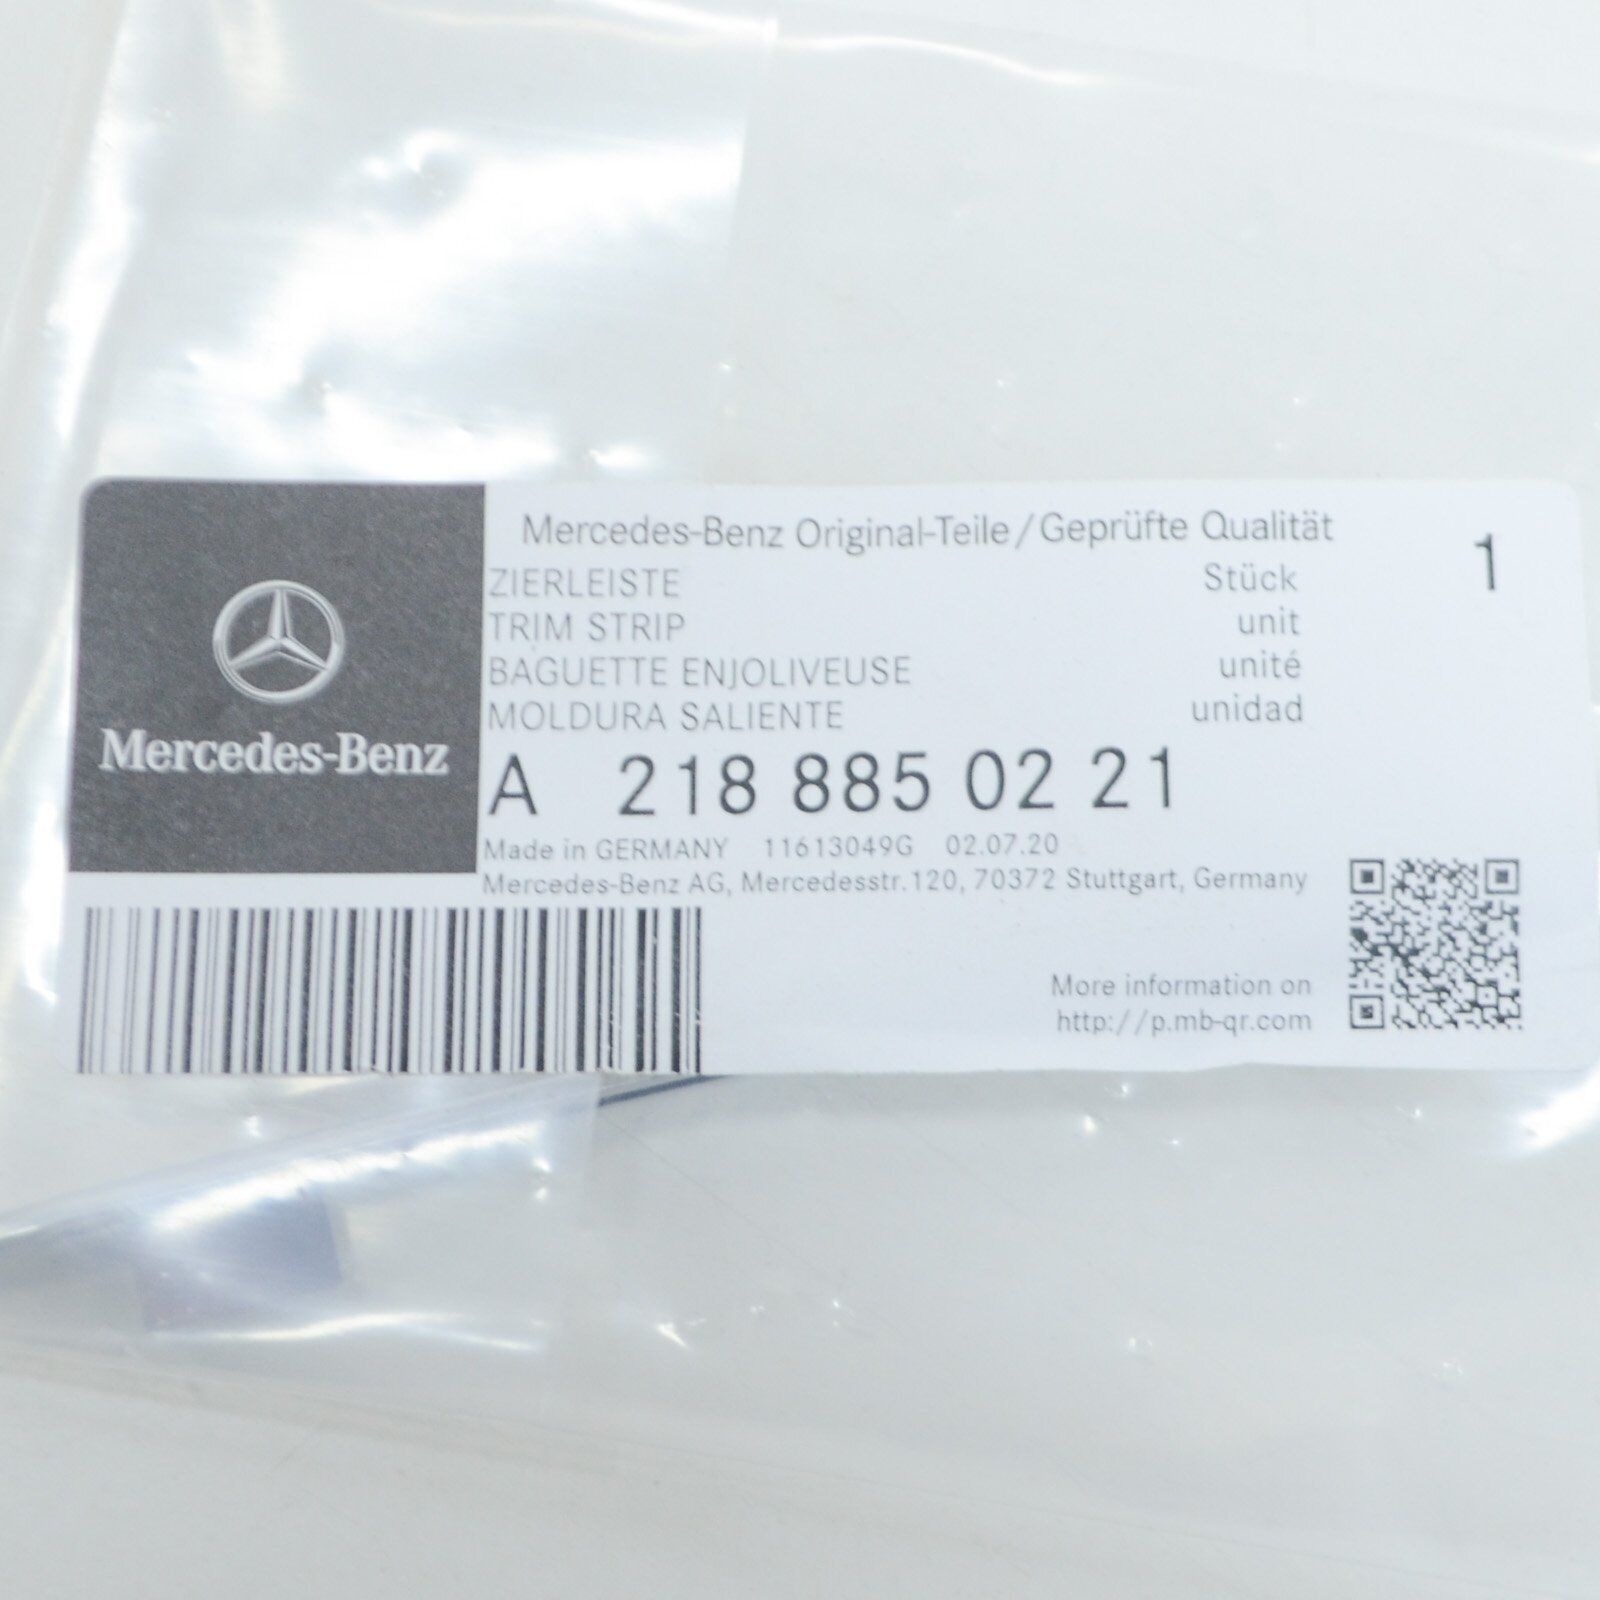 Mercedes-Benz
Mercedes-Benz Original-Teile/Geprüfte Qualität
ZIERLEISTE Stück 1
TRIM STRIP unit
BAGUETTE ENJOLIVEUSE unité
MOLDURA SALIENTE unidad
A 218 885 02 21
Made in GERMANY 11613049G 02.07.20
Mercedes-Benz AG, Mercedesstr.120, 70372 Stuttgart, Germany
More information on
http://p.mb-qr.com